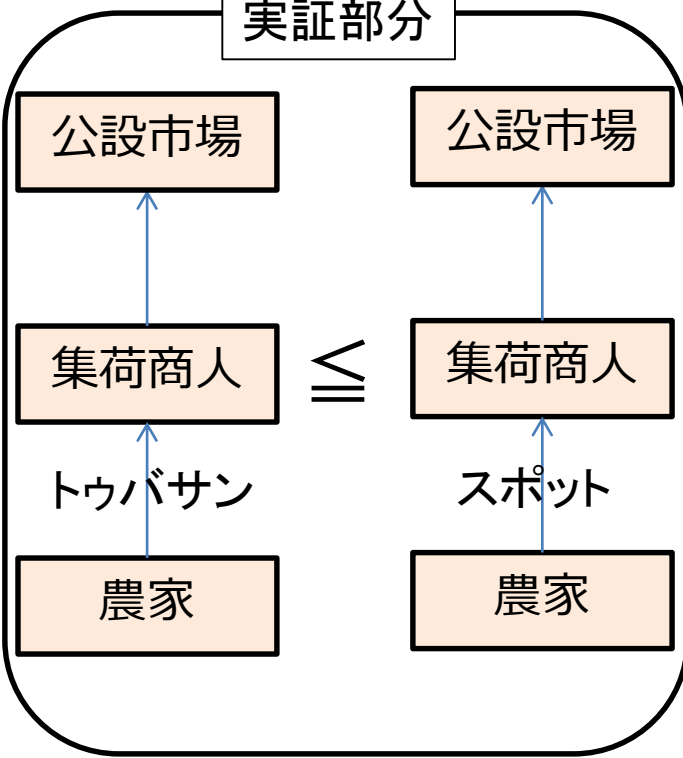 実証部分
公設市場
公設市場
集荷商人
≦
集荷商人
トゥバサン
スポット
農家
農家